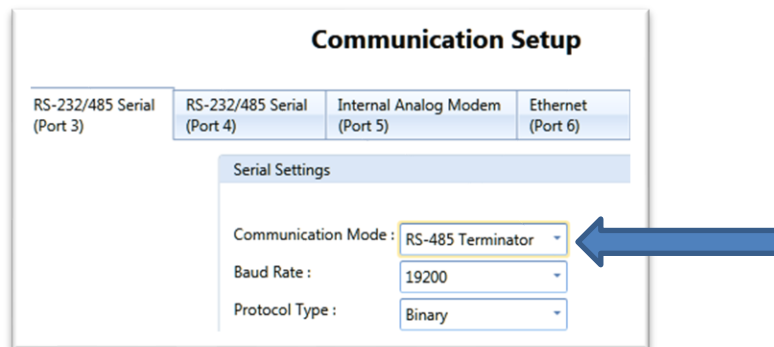 Communication Setup
RS-232/485 Serial
(Port 3)
RS-232/485 Serial
(Port 4)
Internal Analog Modem
(Port 5)
Ethernet
(Port 6)
Serial Settings
Communication Mode : RS-485 Terminator
Baud Rate : 19200
Protocol Type : Binary